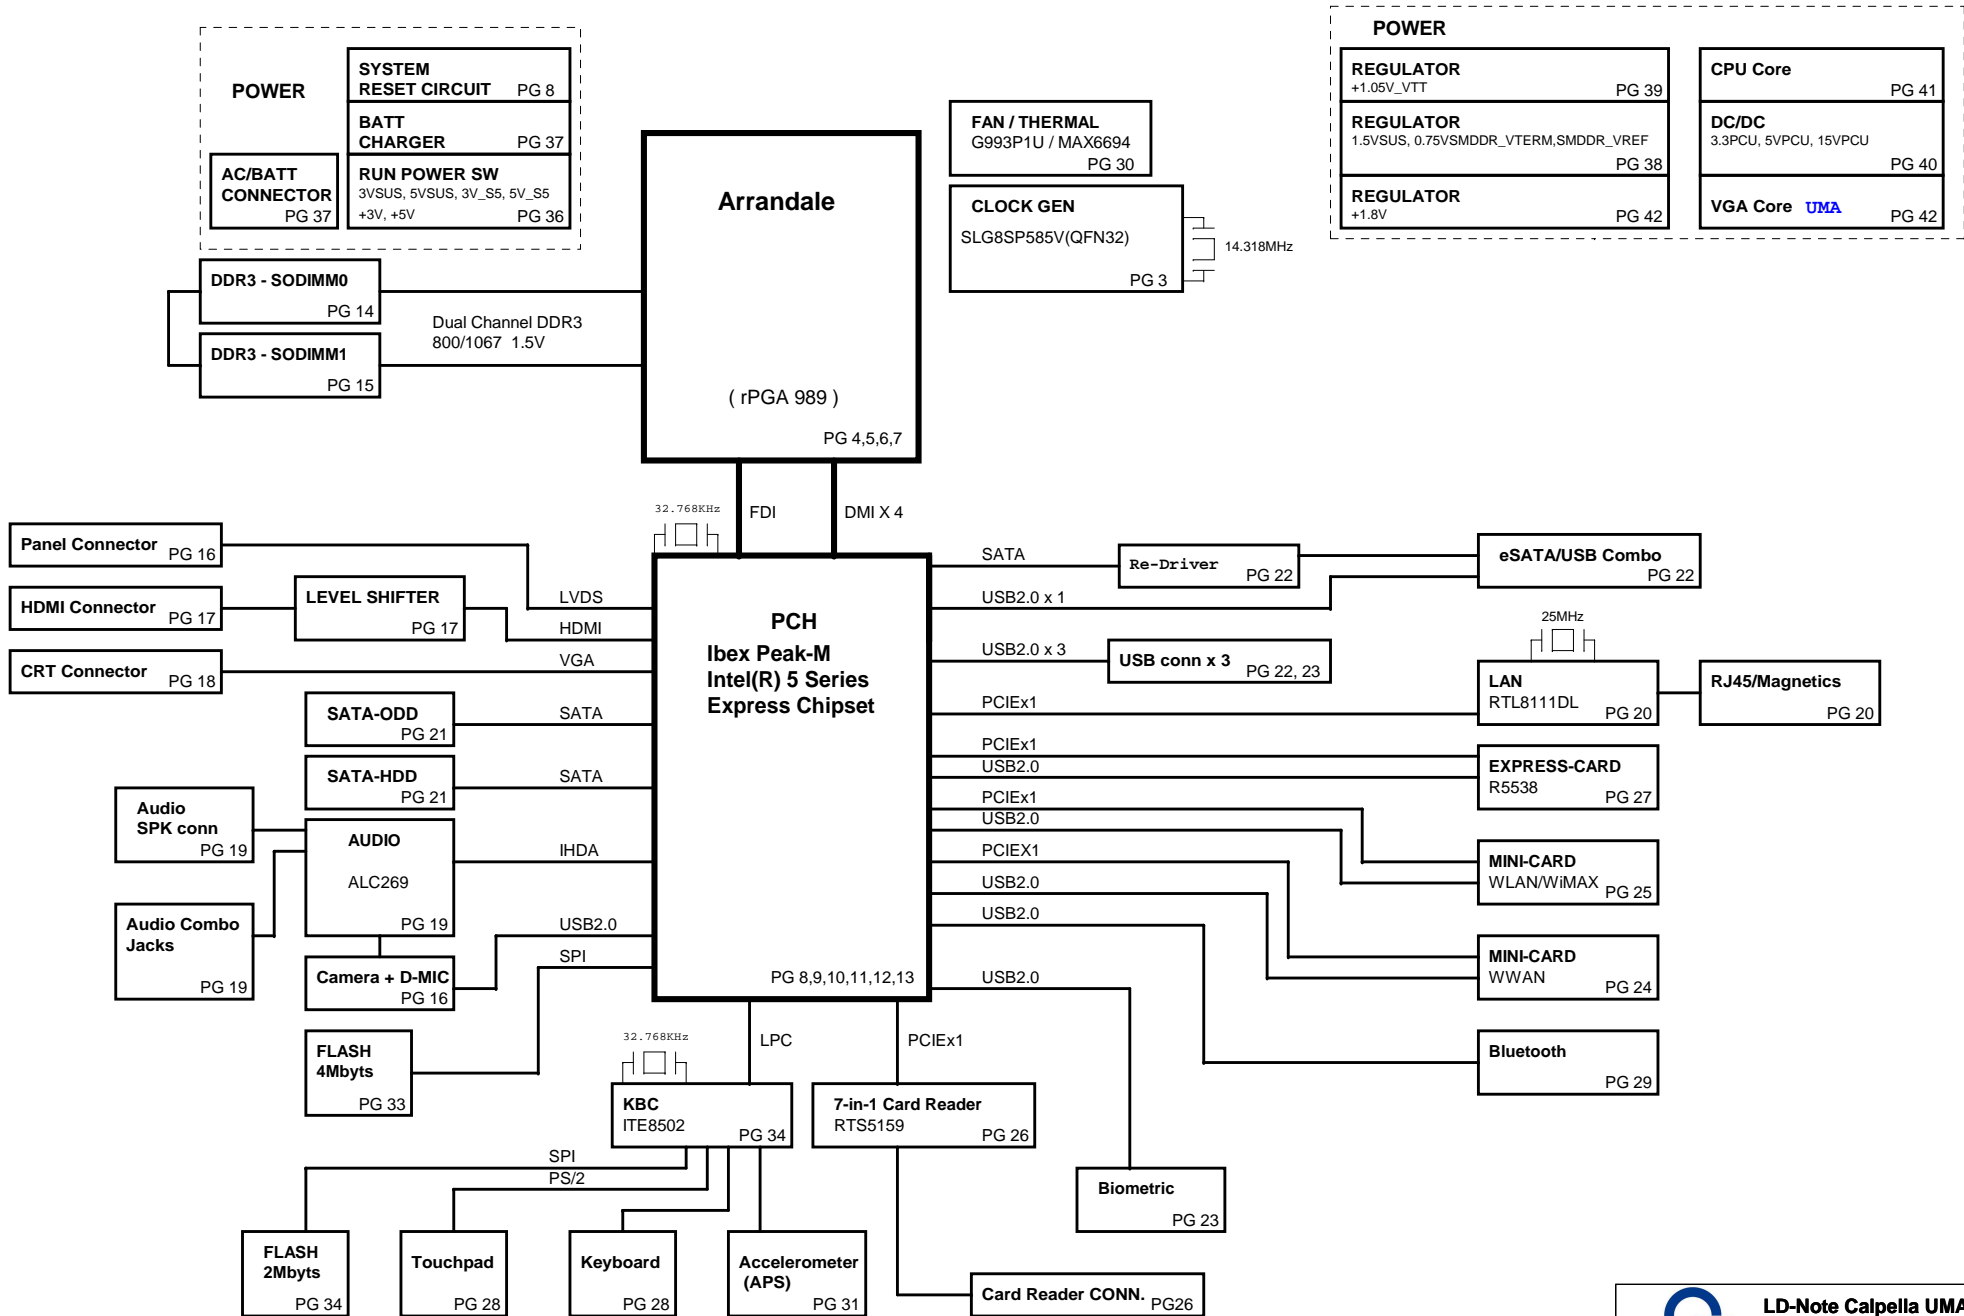 POWER
SYSTEM
RESET CIRCUIT PG 8
BATT
CHARGER PG 37
AC/BATT
CONNECTOR
PG 37
RUN POWER SW
3VSUS, 5VSUS, 3V_S5, 5V_S5
+3V, +5V PG 36
Arrandale
( rPGA 989 )
PG 4,5,6,7
FAN / THERMAL
G993P1U / MAX6694
PG 30
CLOCK GEN
SLG8SP585V(QFN32)
PG 3
14.318MHz
POWER
REGULATOR
+1.05V_VTT PG 39
REGULATOR
1.5VSUS, 0.75VSMDDR_VTERM,SMDDR_VREF
PG 38
REGULATOR
+1.8V PG 42
CPU Core
PG 41
DC/DC
3.3PCU, 5VPCU, 15VPCU
PG 40
VGA Core UMA PG 42
DDR3 - SODIMM0
PG 14
DDR3 - SODIMM1
PG 15
Dual Channel DDR3
800/1067 1.5V
32.768KHz
FDI
DMI X 4
Panel Connector PG 16
HDMI Connector PG 17
LEVEL SHIFTER
PG 17
CRT Connector PG 18
LVDS
HDMI
VGA
SATA-ODD
PG 21
SATA
SATA-HDD
PG 21
SATA
Audio
SPK conn
PG 19
AUDIO
ALC269
PG 19
IHDA
Audio Combo
Jacks
PG 19
Camera + D-MIC
PG 16
USB2.0
SPI
FLASH
4Mbyts
PG 33
PCH
Ibex Peak-M
Intel(R) 5 Series
Express Chipset
PG 8,9,10,11,12,13
SATA
Re-Driver PG 22
eSATA/USB Combo
PG 22
USB2.0 x 1
USB2.0 x 3
USB conn x 3 PG 22, 23
25MHz
PCIEx1
LAN
RTL8111DL PG 20
RJ45/Magnetics
PG 20
PCIEx1
USB2.0
EXPRESS-CARD
R5538 PG 27
PCIEx1
USB2.0
MINI-CARD
WLAN/WiMAX PG 25
PCIEX1
USB2.0
MINI-CARD
WWAN PG 24
USB2.0
Bluetooth
PG 29
USB2.0
Biometric
PG 23
32.768KHz
LPC
PCIEx1
KBC
ITE8502 PG 34
7-in-1 Card Reader
RTS5159 PG 26
SPI
PS/2
FLASH
2Mbyts
PG 34
Touchpad
PG 28
Keyboard
PG 28
Accelerometer
(APS)
PG 31
Card Reader CONN. PG26
LD-Note Calpella UMA